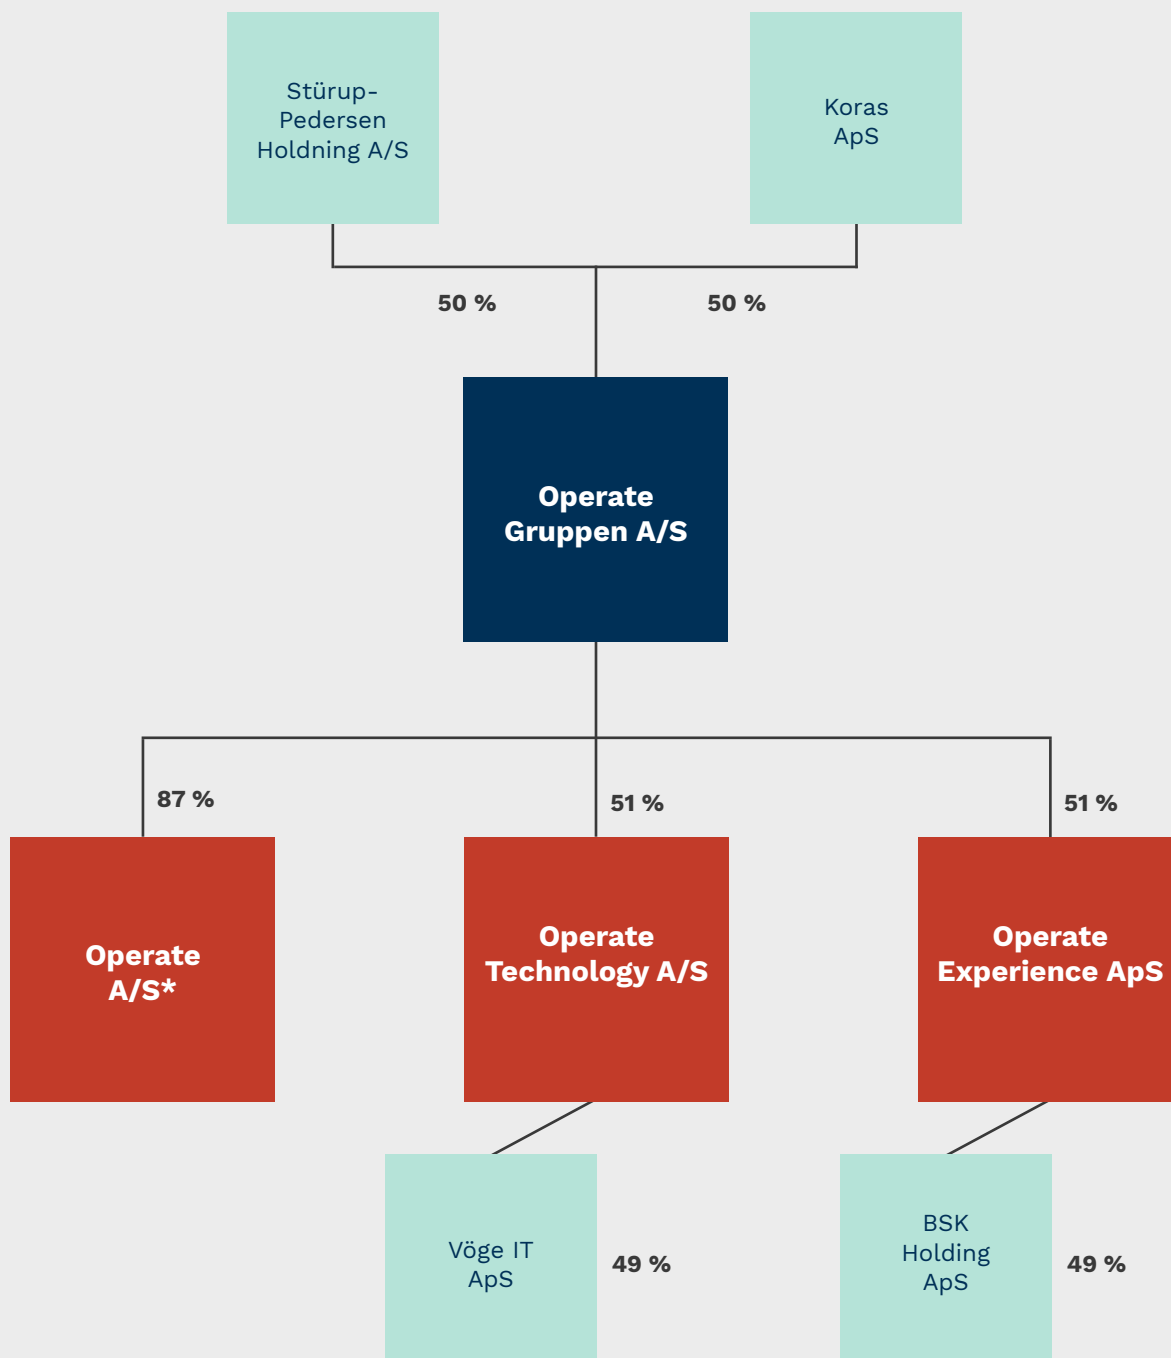 Stürup-
Pedersen
Holdning A/S
Koras
ApS
50 %
50 %
Operate
Gruppen A/S
87 %
51 %
51 %
Operate
A/S*
Operate
Technology A/S
Operate
Experience ApS
Vöge IT
ApS
49 %
BSK
Holding
ApS
49 %